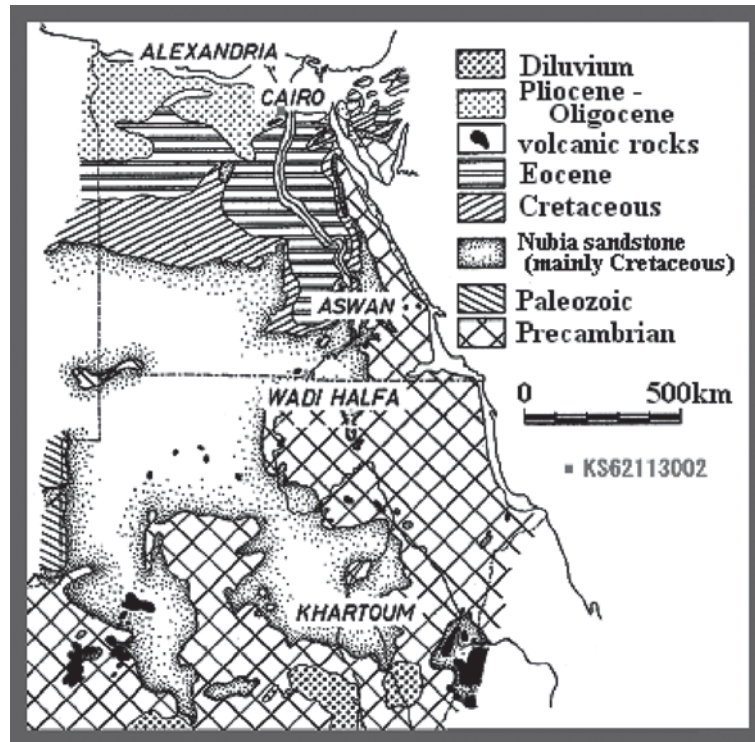 ALEXANDRIA
CAIRO
ASWAN
WADI HALFA
KHARTOUM
Diluvium
Pliocene -
Oligocene
volcanic rocks
Eocene
Cretaceous
Nubia sandstone
(mainly Cretaceous)
Paleozoic
Precambrian
0 500km
KS62113002